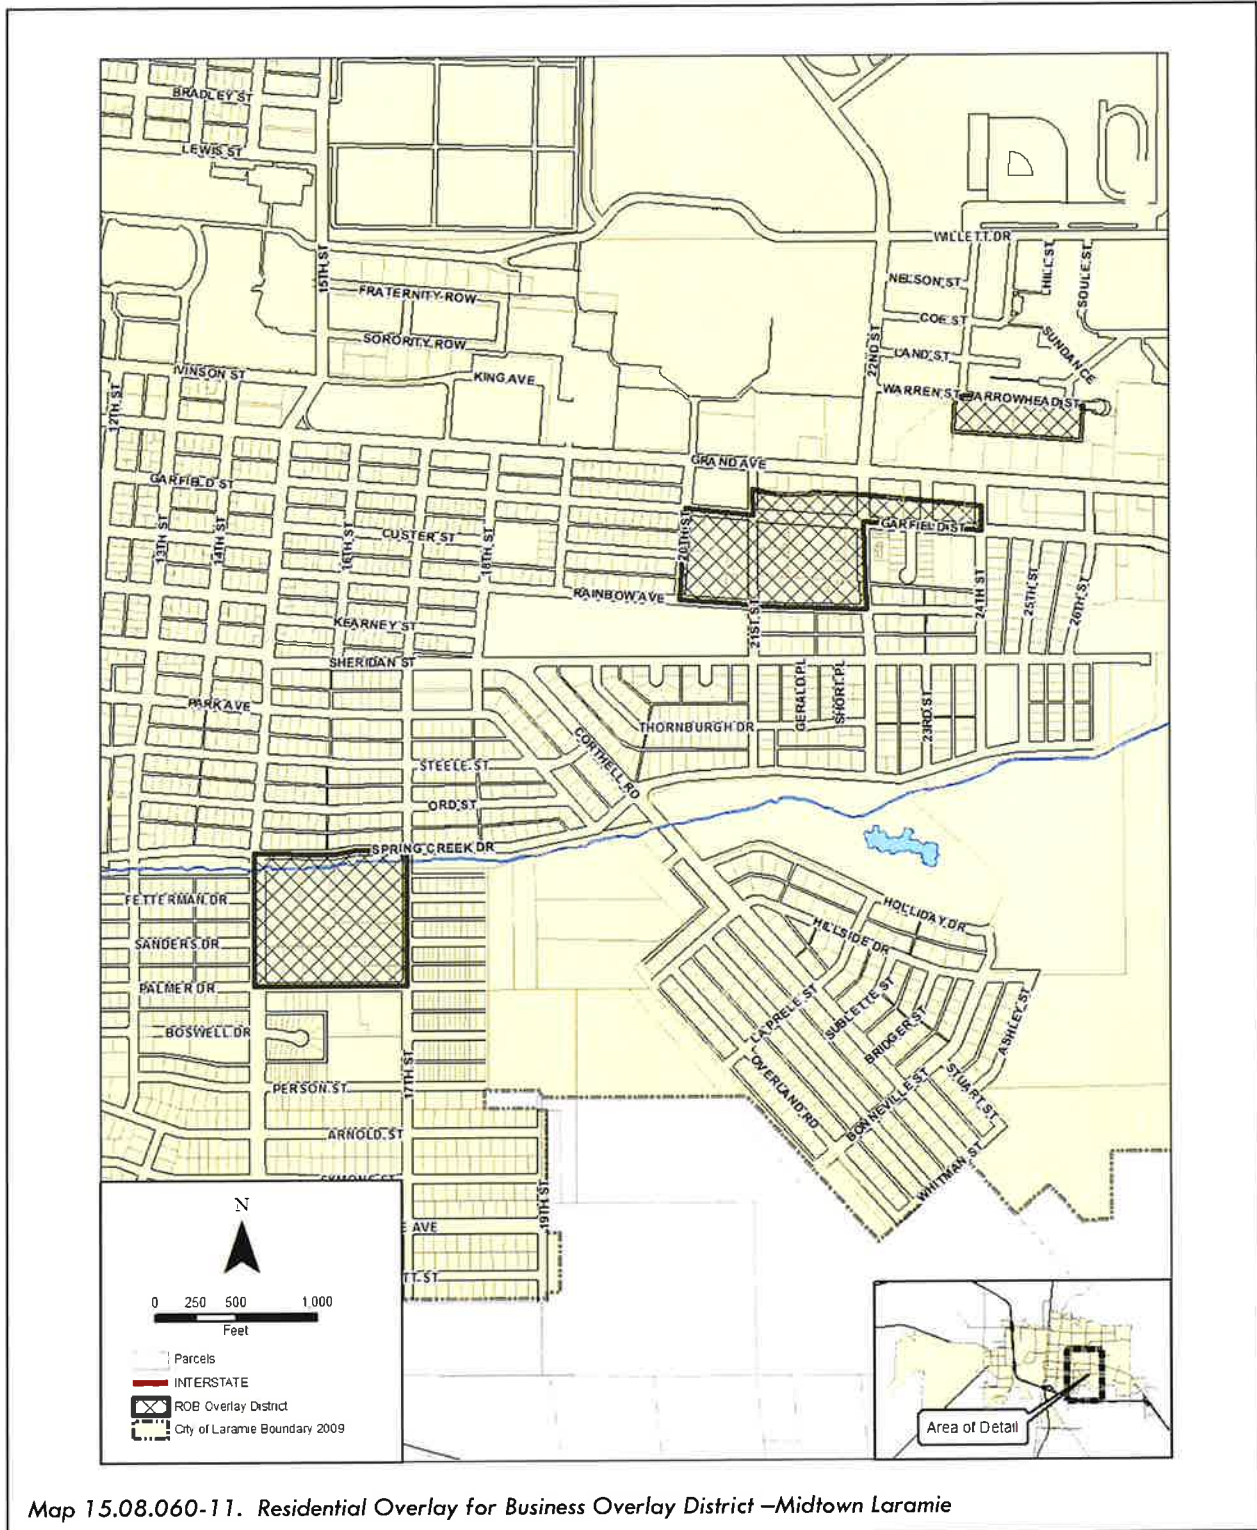 BRADLEY ST
LEWIS ST
WILLETT DR
15TH ST
HILL ST
SOULE ST
NELSON ST
FRATERNITY ROW
COE ST
SORORITY ROW
SUNDANCE
22ND ST
LAND ST
IVINSON ST
KING AVE
12TH ST
WARREN ST
ARROWHEAD ST
GRAND AVE
GARFIELD ST
GARFIELD ST
13TH ST
14TH ST
16TH ST
CUSTER ST
18TH ST
20TH ST
RAINBOW AVE
24TH ST
25TH ST
26TH ST
KEARNEY ST
21ST ST
SHERIDAN ST
PARK AVE
GERALD PL
SHORT PL
THORNBURGH DR
23RD ST
CORTHELL RD
STEELE ST
ORD ST
SPRING CREEK DR
FETTERMAN DR
HOLLIDAY DR
HILLSIDE DR
SANDERS DR
PALMER DR
LA PRELE ST
SUBLETTE ST
BRIDGER ST
ASHLEY ST
BOSWELL DR
17TH ST
PERSON ST
OVERLAND RD
BONNEVILLE ST
STUART ST
ARNOLD ST
WHITMAN ST
19TH ST
E AVE
TT ST
N
0 250 500 1,000
Feet
Parcels
INTERSTATE
ROB Overlay District
City of Laramie Boundary 2009
Area of Detail
Map 15.08.060-11. Residential Overlay for Business Overlay District –Midtown Laramie